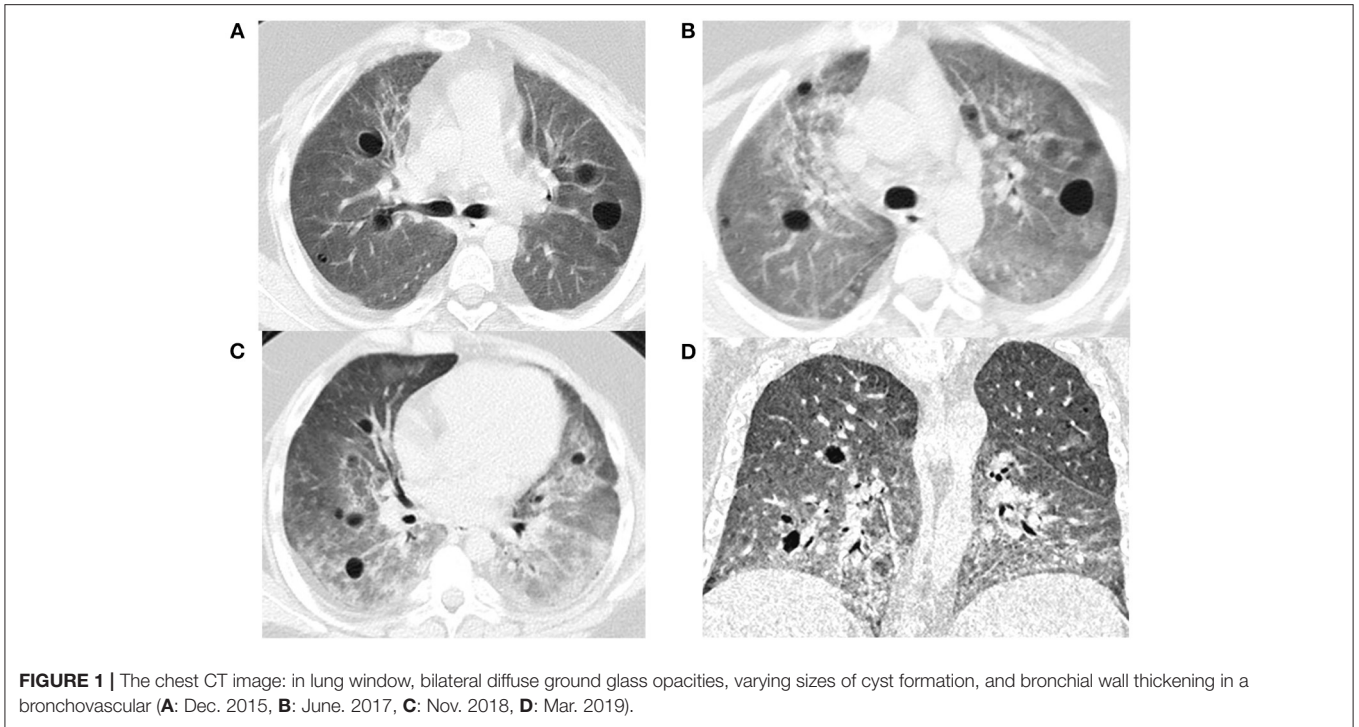 A
B
C
D
FIGURE 1 | The chest CT image: in lung window, bilateral diffuse ground glass opacities, varying sizes of cyst formation, and bronchial wall thickening in a
bronchovascular (A: Dec. 2015, B: June. 2017, C: Nov. 2018, D: Mar. 2019).